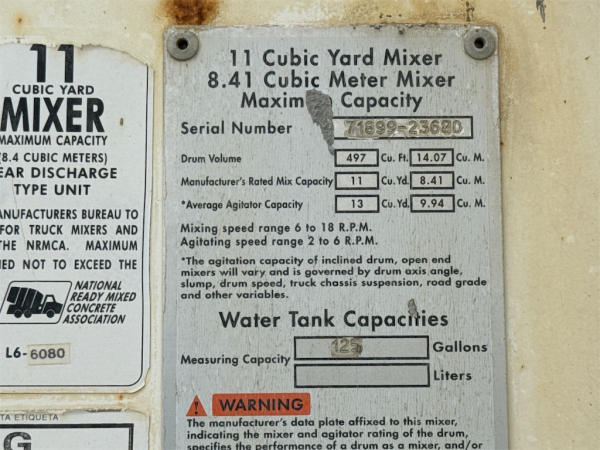 11
CUBIC YARD
MIXER
MAXIMUM CAPACITY
(8.4 CUBIC METERS)
EAR DISCHARGE
TYPE UNIT
ANUFACTURERS BUREAU TO
FOR TRUCK MIXERS AND
THE NRMCA. MAXIMUM
NED NOT TO EXCEED THE
NATIONAL
READY MIXED
CONCRETE
ASSOCIATION
L6-6080
TA ETIQUETA
G
11 Cubic Yard Mixer
8.41 Cubic Meter Mixer
Maximum Capacity
Serial Number 71899-23680
Drum Volume 497 Cu. Ft. 14.07 Cu. M.
Manufacturer's Rated Mix Capacity 11 Cu. Yd. 8.41 Cu. M.
*Average Agitator Capacity 13 Cu. Yd. 9.94 Cu. M.
Mixing speed range 6 to 18 R.P.M.
Agitating speed range 2 to 6 R.P.M.
*The agitation capacity of inclined drum, open end
mixers will vary and is governed by drum axis angle,
slump, drum speed, truck chassis suspension, road grade
and other variables.
Water Tank Capacities
Measuring Capacity 125 Gallons
Liters
WARNING
The manufacturer's data plate affixed to this mixer,
indicating the mixer and agitator rating of the drum,
specifies the performance of a drum as a mixer, and/or